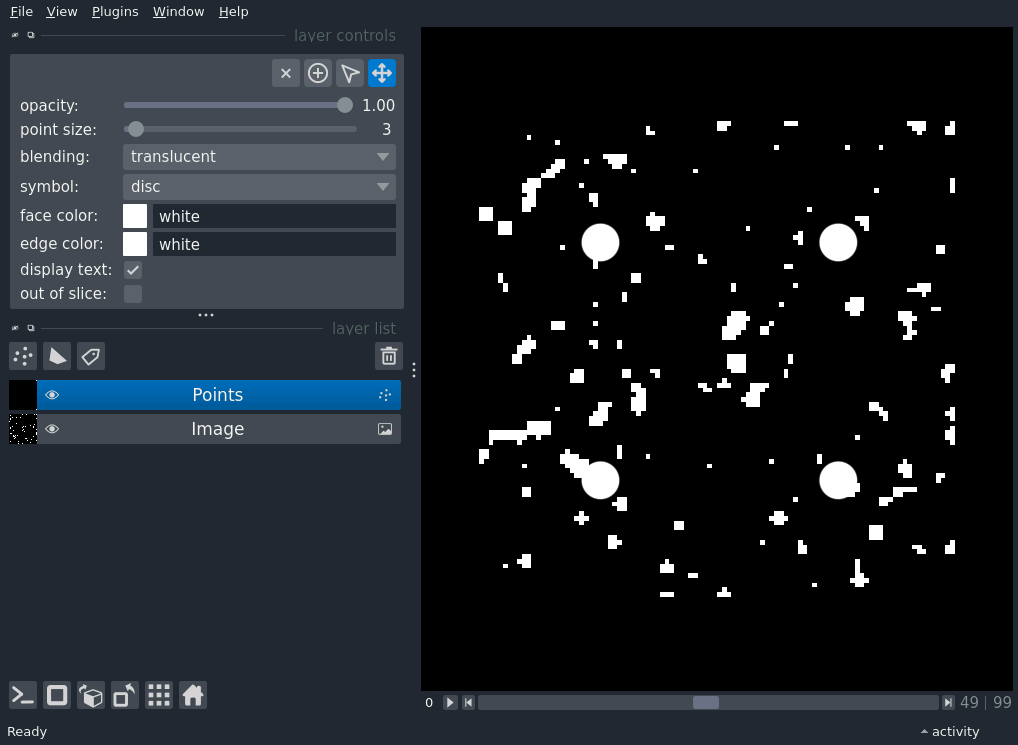 File View Plugins Window Help
layer controls
opacity: 1.00
point size: 3
blending: translucent
symbol: disc
face color: white
edge color: white
display text:
out of slice:
layer list
Points
Image
0 49 | 99
Ready activity